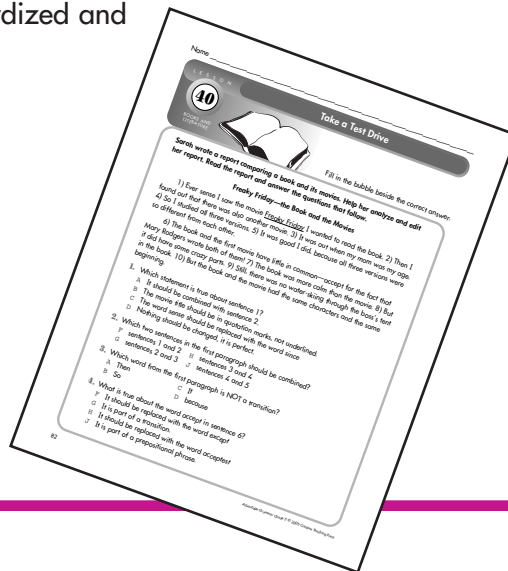 rdized and
Name
LESSON
40
BOOKS AND
LITERATURE
Take a Test Drive
Fill in the bubble beside the correct answer.
Sarah wrote a report comparing a book and its movies. Help her analyze and edit
her report. Read the report and answer the questions that follow.
Freaky Friday—the Book and the Movies
1) Ever sense I saw the movie Freaky Friday I wanted to read the book. 2) Then I
found out that there was also another movie. 3) It was out when my mom was my age.
4) So I studied all three versions. 5) It was good I did, because all three versions were
so different from each other.
6) The book and the first movie have little in common—accept for the fact that
Mary Rodgers wrote both of them! 7) The book was more calm than the movie. 8) But
it did have some crazy parts. 9) Still, there was no water-skiing through the boss's tent
in the book. 10) But the book and the movie had the same characters and the same
beginning.
1. Which statement is true about sentence 1?
A It should be combined with sentence 2.
B The movie title should be in quotation marks, not underlined.
C The word sense should be replaced with the word since
D Nothing should be changed, it is perfect.
2. Which two sentences in the first paragraph should be combined?
F sentences 1 and 2 H sentences 3 and 4
G sentences 2 and 3 J sentences 4 and 5
3. Which word from the first paragraph is NOT a transition?
A Then C It
B So D because
4. What is true about the word accept in sentence 6?
F It should be replaced with the word except
G It is part of a transition.
H It should be replaced with the word acceptest
J It is part of a prepositional phrase.
82